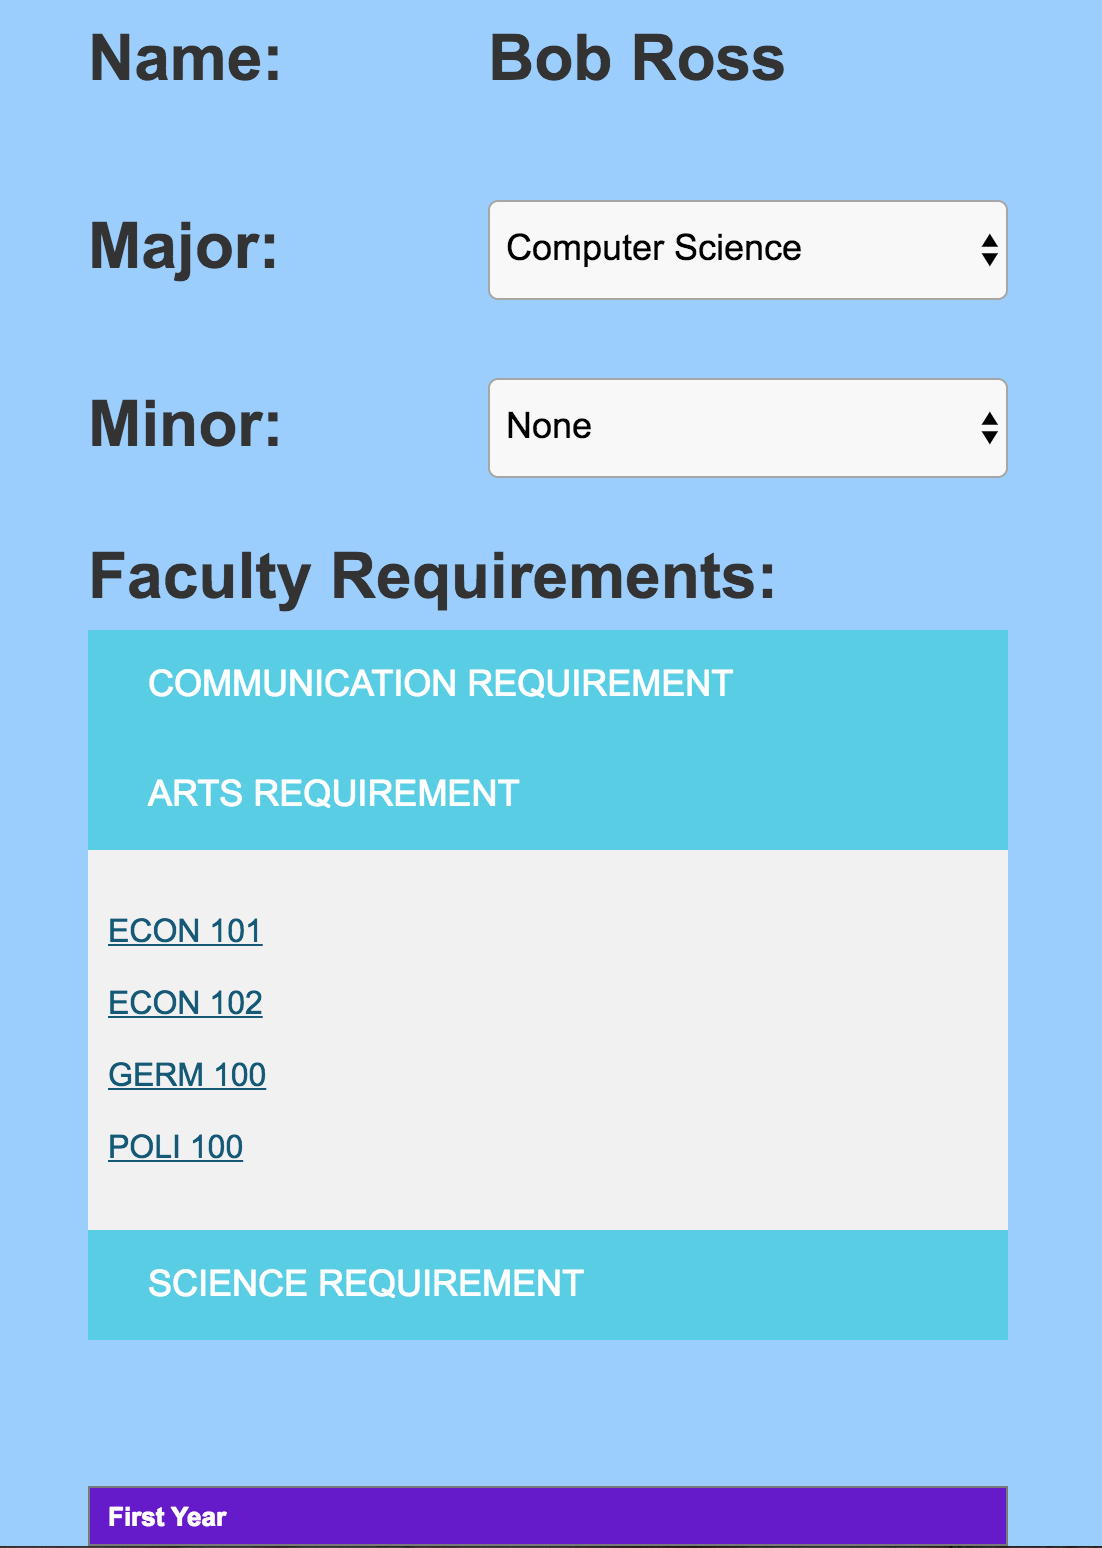 Name: Bob Ross
Major: Computer Science
Minor: None
Faculty Requirements:
COMMUNICATION REQUIREMENT
ARTS REQUIREMENT
ECON 101
ECON 102
GERM 100
POLI 100
SCIENCE REQUIREMENT
First Year